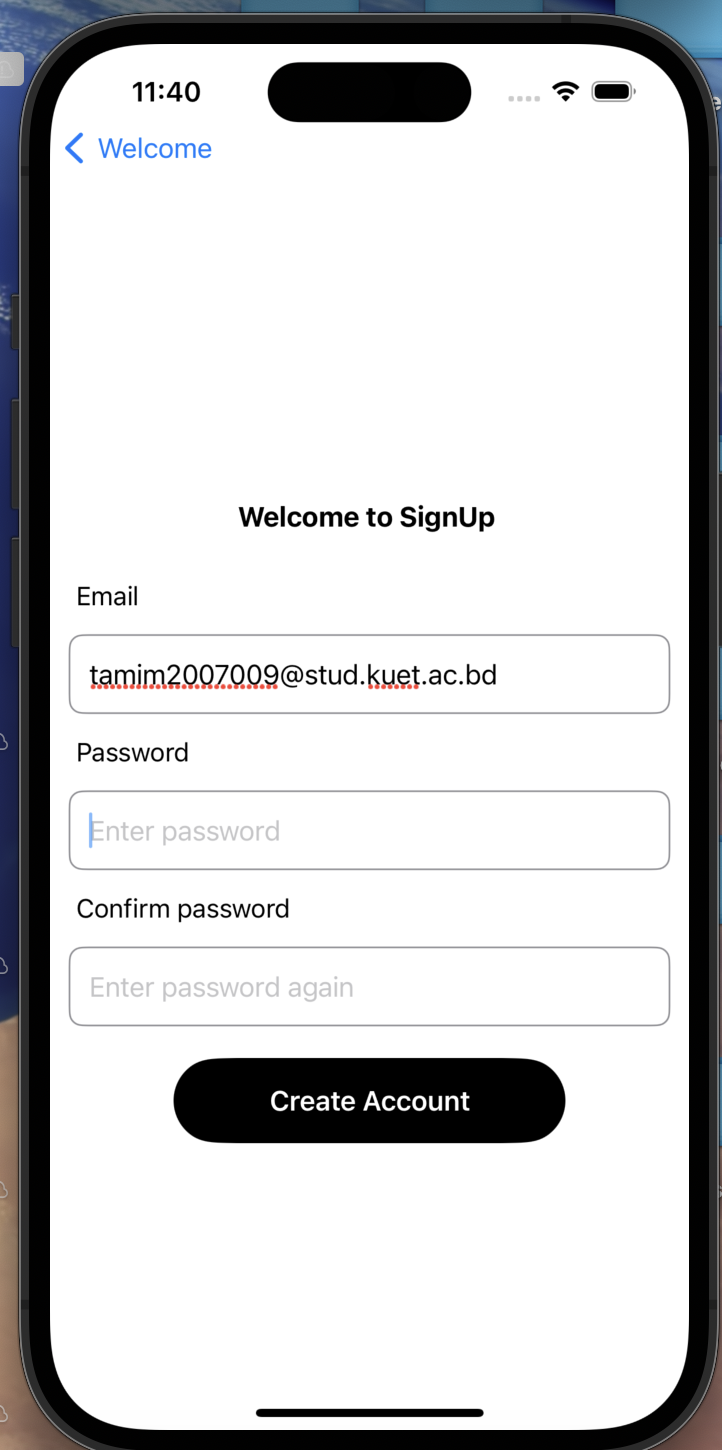 11:40
Welcome
Welcome to SignUp
Email
tamim2007009@stud.kuet.ac.bd
Password
Enter password
Confirm password
Enter password again
Create Account